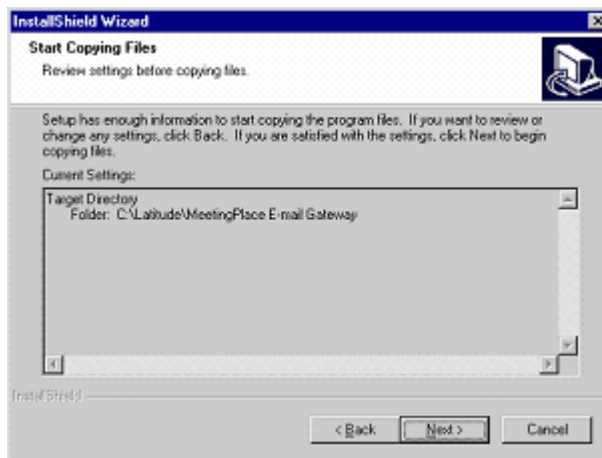 InstallShield Wizard
Start Copying Files
Review settings before copying files.
Setup has enough information to start copying the program files. If you want to review or
change any settings, click Back. If you are satisfied with the settings, click Next to begin
copying files.
Current Settings:
Target Directory
Folder: C:\Latitude\MeetingPlace E-mail Gateway
InstallShield
< Back
Next >
Cancel